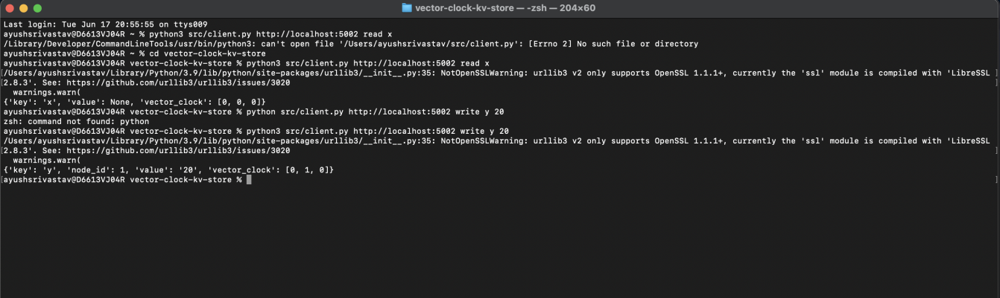 vector-clock-kv-store — -zsh — 204×60
Last login: Tue Jun 17 20:55:55 on ttys009
ayushsrivastav@D6613VJ04R ~ % python3 src/client.py http://localhost:5002 read x
/Library/Developer/CommandLineTools/usr/bin/python3: can't open file '/Users/ayushsrivastav/src/client.py': [Errno 2] No such file or directory
ayushsrivastav@D6613VJ04R ~ % cd vector-clock-kv-store
ayushsrivastav@D6613VJ04R vector-clock-kv-store % python3 src/client.py http://localhost:5002 read x
[/Users/ayushsrivastav/Library/Python/3.9/lib/python/site-packages/urllib3/__init__.py:35: NotOpenSSLWarning: urllib3 v2 only supports OpenSSL 1.1.1+, currently the 'ssl' module is compiled with 'LibreSSL ]
[2.8.3'. See: https://github.com/urllib3/urllib3/issues/3020 ]
warnings.warn(
{'key': 'x', 'value': None, 'vector_clock': [0, 0, 0]}
ayushsrivastav@D6613VJ04R vector-clock-kv-store % python src/client.py http://localhost:5002 write y 20
zsh: command not found: python
ayushsrivastav@D6613VJ04R vector-clock-kv-store % python3 src/client.py http://localhost:5002 write y 20
/Users/ayushsrivastav/Library/Python/3.9/lib/python/site-packages/urllib3/__init__.py:35: NotOpenSSLWarning: urllib3 v2 only supports OpenSSL 1.1.1+, currently the 'ssl' module is compiled with 'LibreSSL
[2.8.3'. See: https://github.com/urllib3/urllib3/issues/3020 ]
warnings.warn(
{'key': 'y', 'node_id': 1, 'value': '20', 'vector_clock': [0, 1, 0]}
[ayushsrivastav@D6613VJ04R vector-clock-kv-store % ]